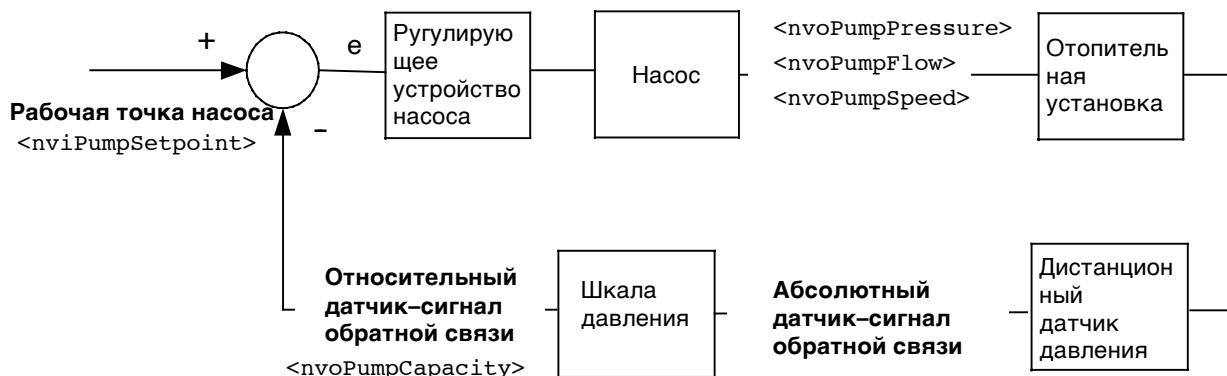 +
e
Ругулирую
щее
устройство
насоса
Насос
<nvoPumpPressure>
<nvoPumpFlow>
<nvoPumpSpeed>
Отопитель
ная
установка
Рабочая точка насоса
<nviPumpSetpoint>
–
Относительный
датчик–сигнал
обратной связи
<nvoPumpCapacity>
Шкала
давления
Абсолютный
датчик–сигнал
обратной связи
Дистанцион
ный
датчик
давления